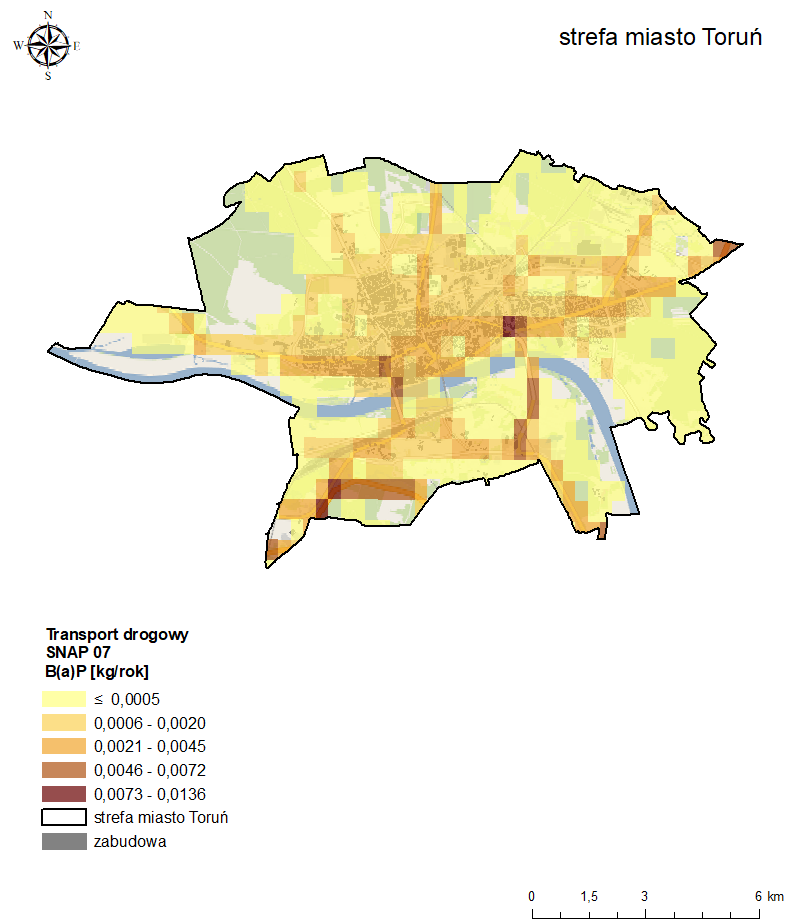 N
W E
S
strefa miasto Toruń
Transport drogowy
SNAP 07
B(a)P [kg/rok]
≤ 0,0005
0,0006 - 0,0020
0,0021 - 0,0045
0,0046 - 0,0072
0,0073 - 0,0136
strefa miasto Toruń
zabudowa
0 1,5 3 6 km